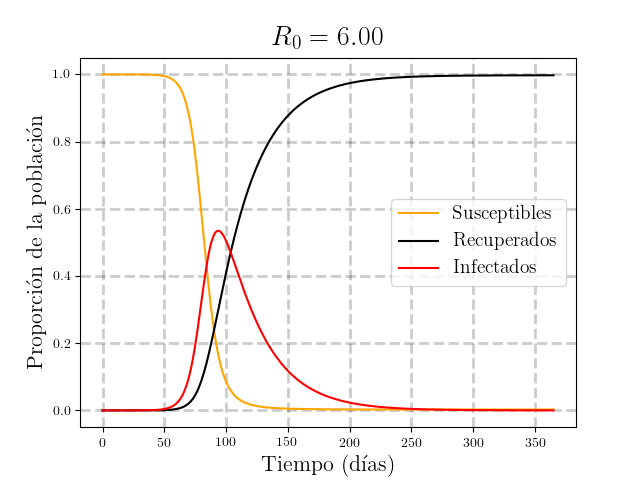 R_0 = 6.00
Proporción de la población
1.0
0.8
0.6
0.4
0.2
0.0
Susceptibles
Recuperados
Infectados
0 50 100 150 200 250 300 350
Tiempo (días)